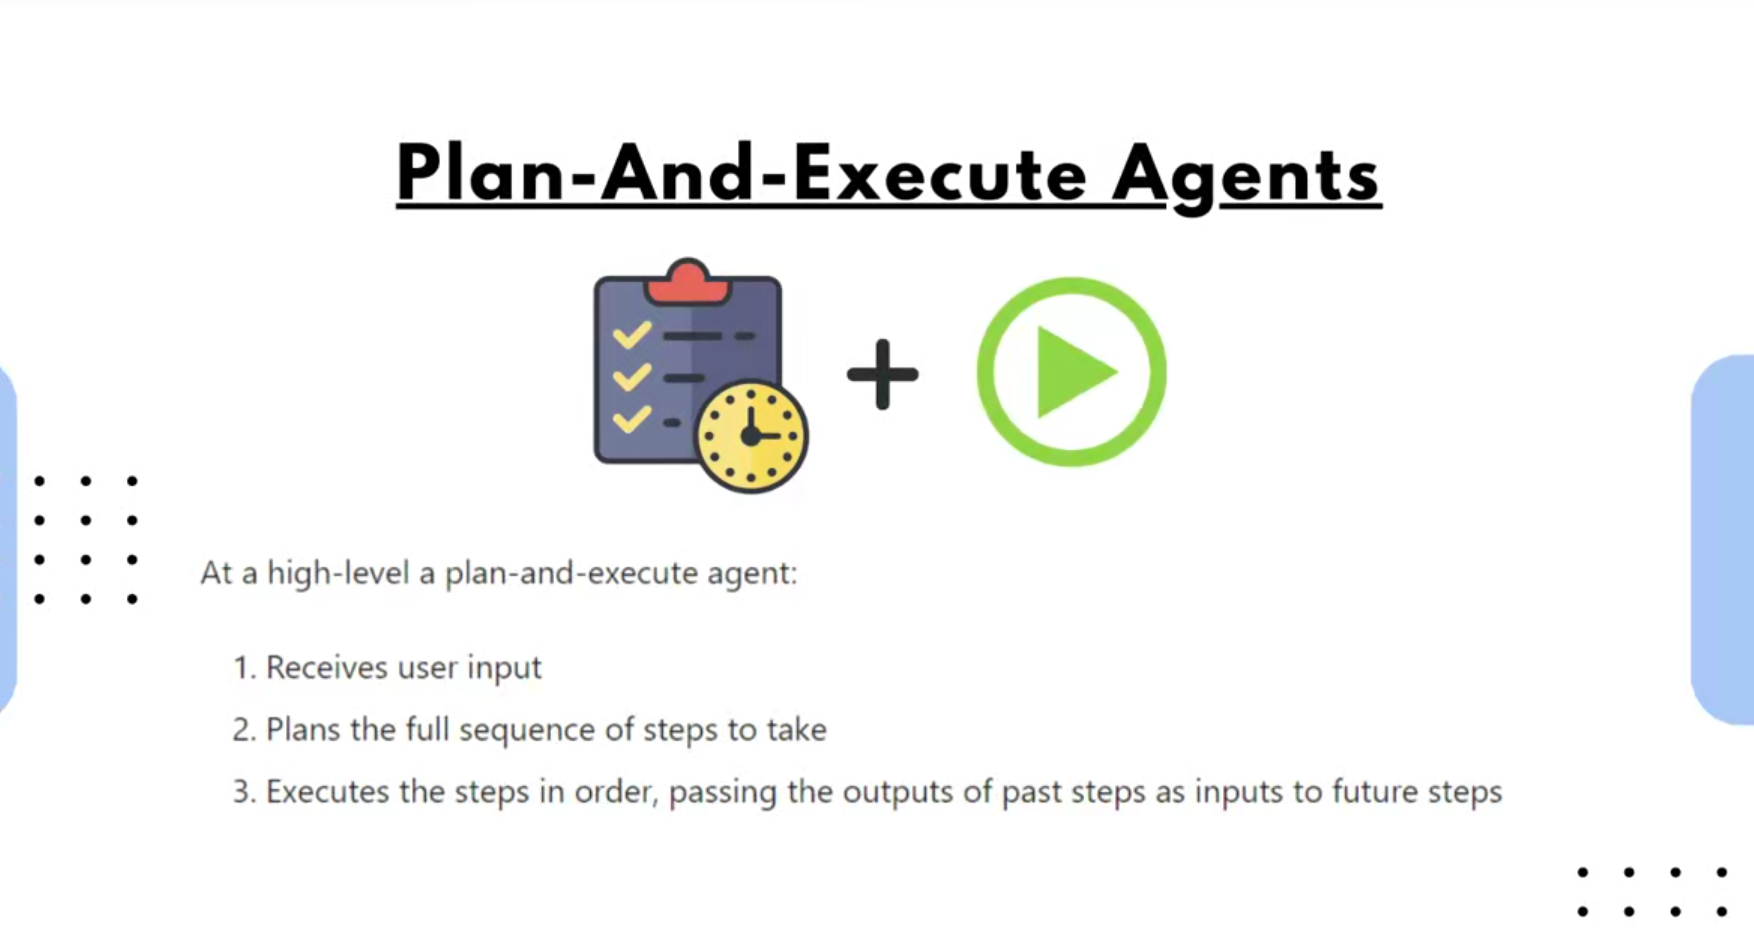 Plan-And-Execute Agents
At a high-level a plan-and-execute agent:
1. Receives user input
2. Plans the full sequence of steps to take
3. Executes the steps in order, passing the outputs of past steps as inputs to future steps